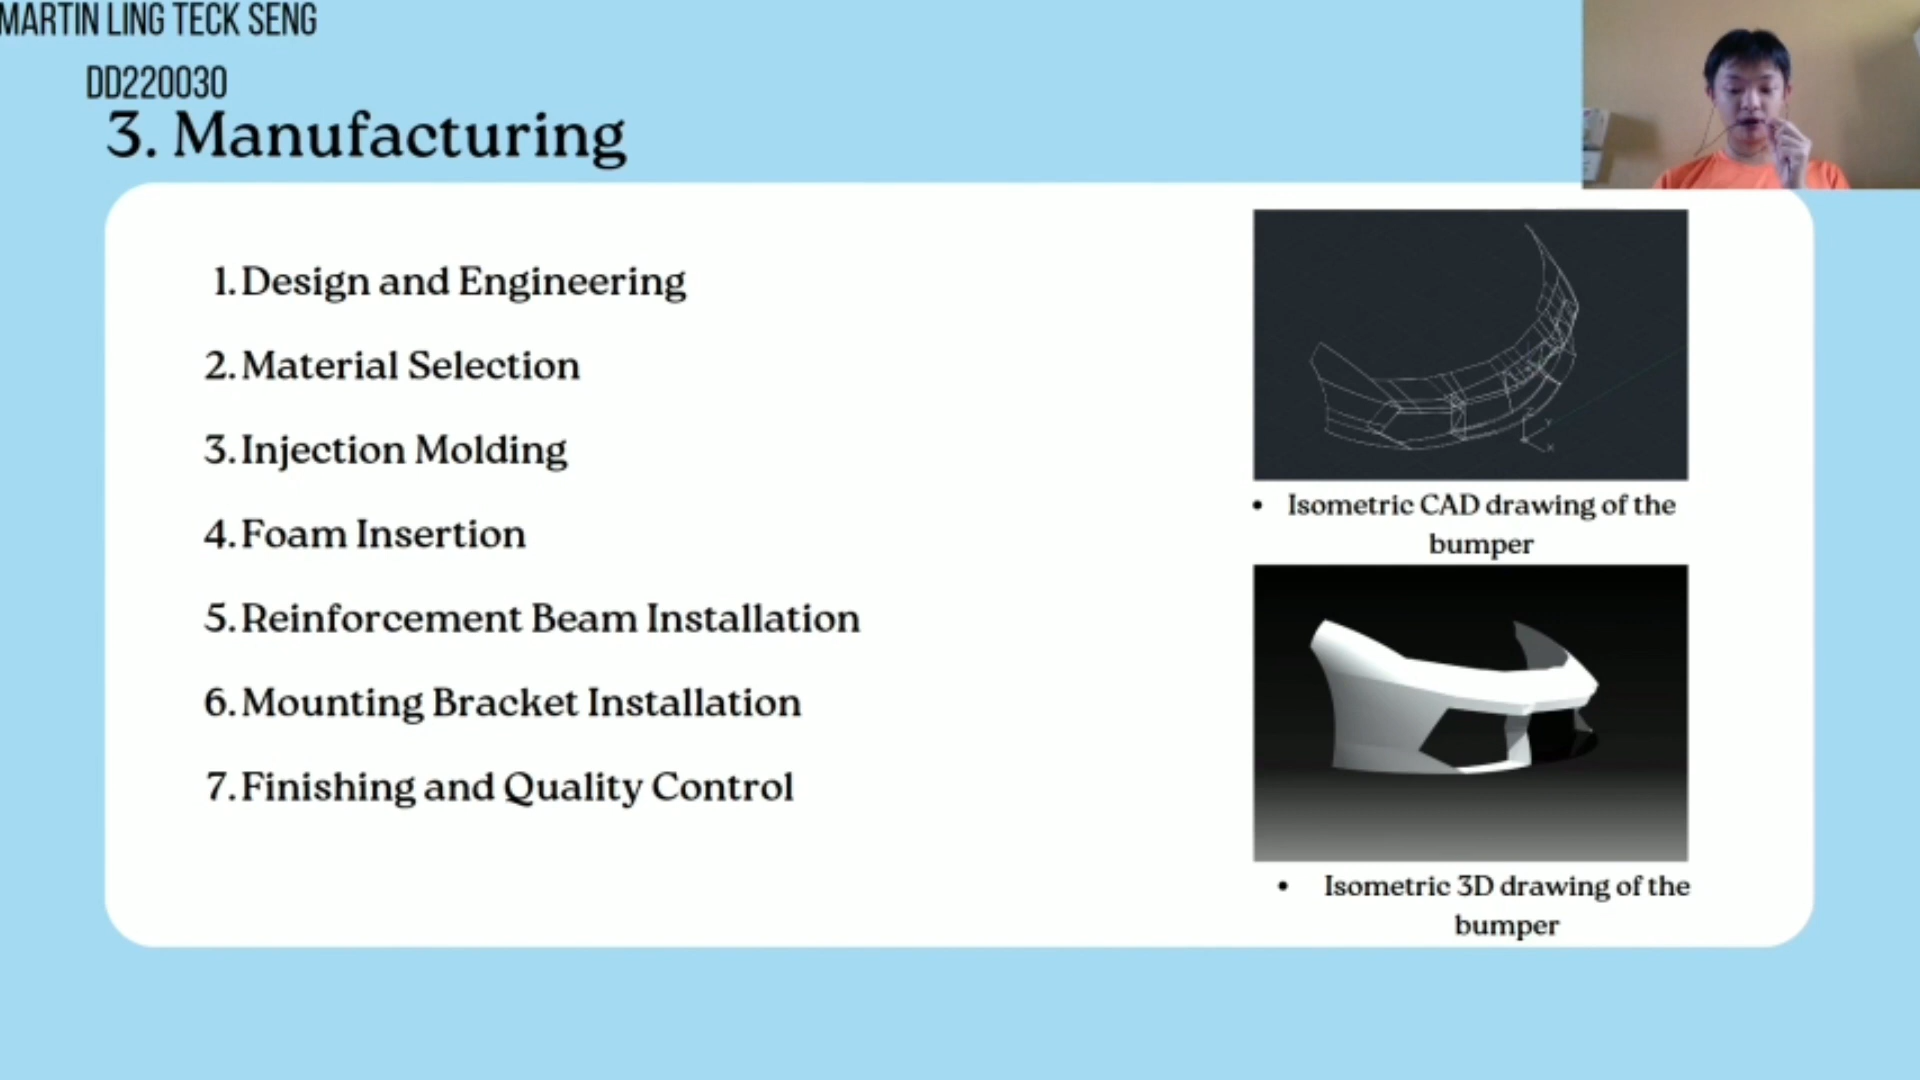 MARTIN LING TECK SENG
DD220030
3. Manufacturing
1. Design and Engineering
2. Material Selection
3. Injection Molding
4. Foam Insertion
5. Reinforcement Beam Installation
6. Mounting Bracket Installation
7. Finishing and Quality Control
• Isometric CAD drawing of the
bumper
• Isometric 3D drawing of the
bumper